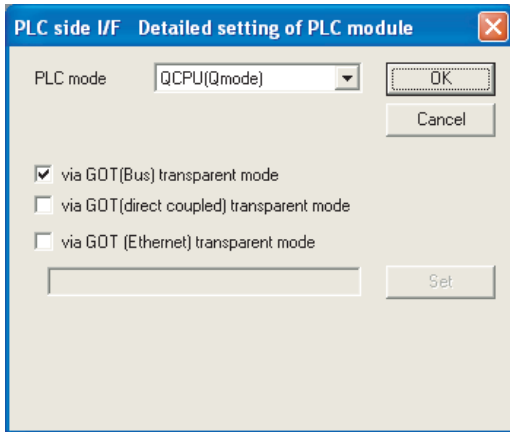 PLC side I/F Detailed setting of PLC module
PLC mode QCPU(Qmode) OK
Cancel
via GOT(Bus) transparent mode
via GOT(direct coupled) transparent mode
via GOT (Ethernet) transparent mode
Set